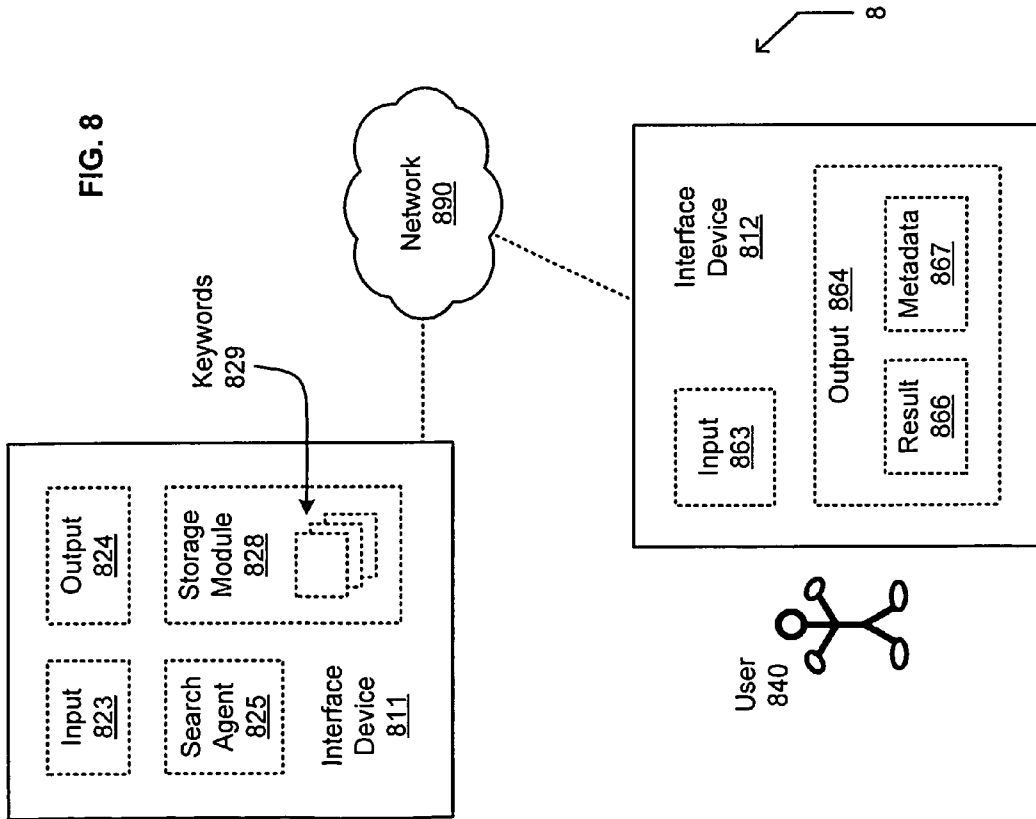 FIG. 8
Input
823
Output
824
Search
Agent
825
Storage
Module
828
Interface
Device
811
Keywords
829
Network
890
User
840
Input
863
Interface
Device
812
Output 864
Result
866
Metadata
867
8